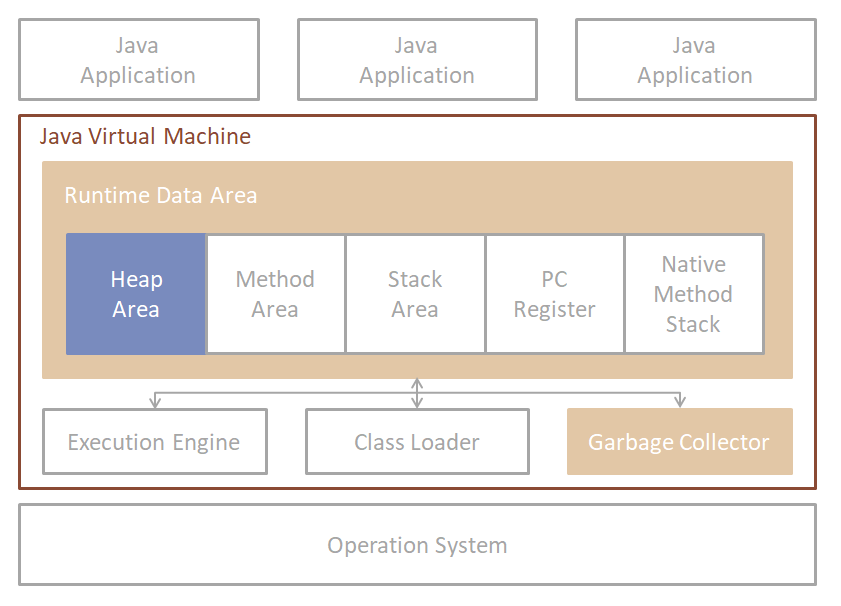 Java
Application
Java
Application
Java
Application
Java Virtual Machine
Runtime Data Area
Heap
Area
Method
Area
Stack
Area
PC
Register
Native
Method
Stack
Execution Engine
Class Loader
Garbage Collector
Operation System